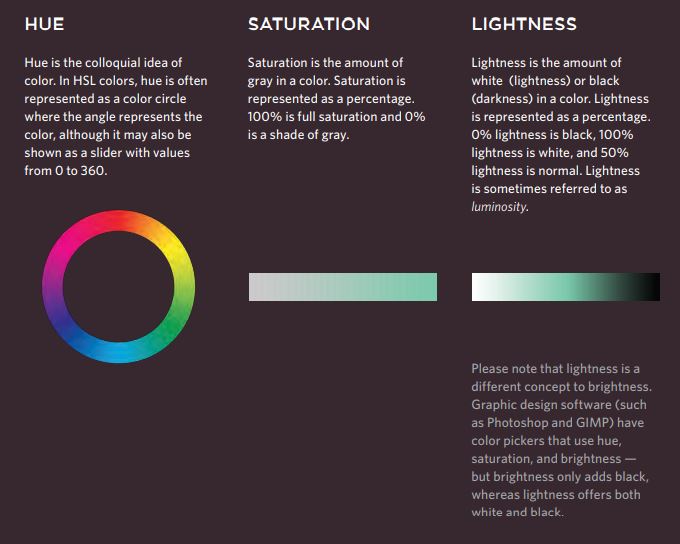 HUE
Hue is the colloquial idea of
color. In HSL colors, hue is often
represented as a color circle
where the angle represents the
color, although it may also be
shown as a slider with values
from 0 to 360.
SATURATION
Saturation is the amount of
gray in a color. Saturation is
represented as a percentage.
100% is full saturation and 0%
is a shade of gray.
LIGHTNESS
Lightness is the amount of
white (lightness) or black
(darkness) in a color. Lightness
is represented as a percentage.
0% lightness is black, 100%
lightness is white, and 50%
lightness is normal. Lightness
is sometimes referred to as
luminosity.
Please note that lightness is a
different concept to brightness.
Graphic design software (such
as Photoshop and GIMP) have
color pickers that use hue,
saturation, and brightness —
but brightness only adds black,
whereas lightness offers both
white and black.